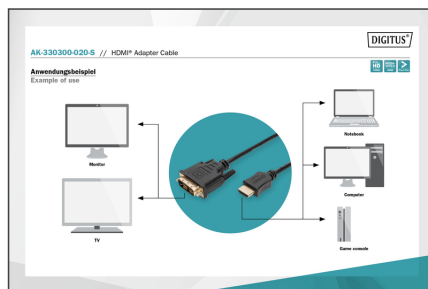 DIGITUS®
AK-330300-020-S // HDMI® Adapter Cable
Anwendungsbeispiel
Example of use
Monitor
TV
Notebook
Computer
Game console